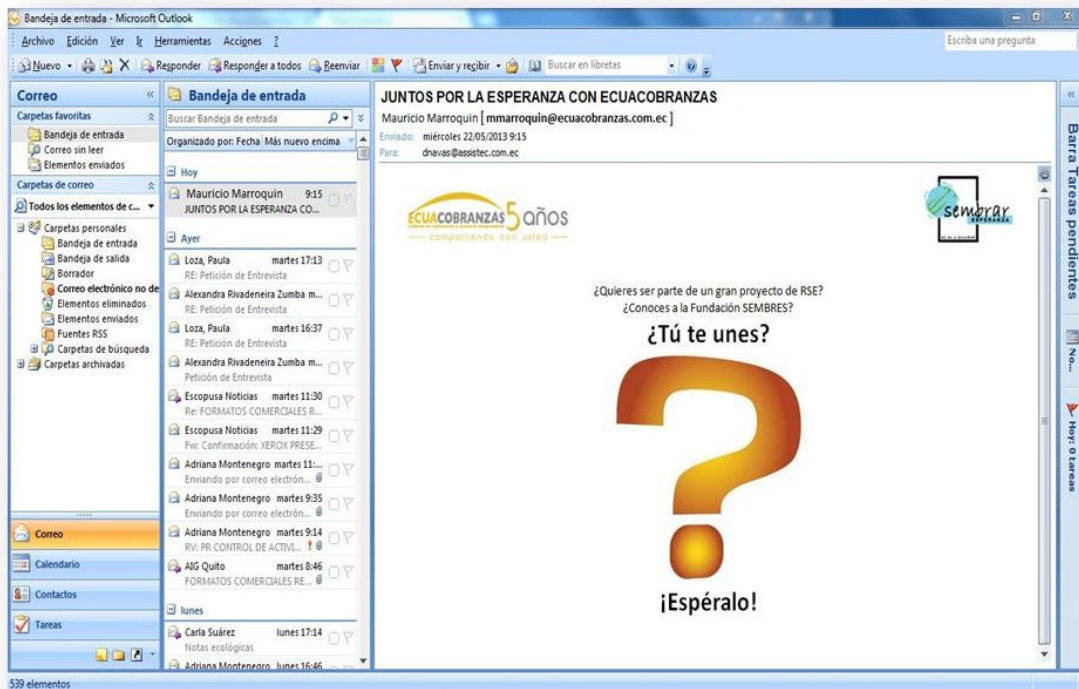 Bandeja de entrada - Microsoft Outlook
Archivo Edición Ver Ir Herramientas Acciones ?
Escriba una pregunta
Nuevo Responder Responder a todos Reenviar Enviar y recibir Buscar en libretas
Correo
Carpetas favoritas
Bandeja de entrada
Correo sin leer
Elementos enviados
Carpetas de correo
Todos los elementos de c...
Carpetas personales
Bandeja de entrada
Bandeja de salida
Borrador
Correo electrónico no de
Elementos eliminados
Elementos enviados
Fuentes RSS
Carpetas de búsqueda
Carpetas archivadas
Correo
Calendario
Contactos
Tareas
539 elementos
Bandeja de entrada
Buscar Bandeja de entrada
Organizado por: Fecha Más nuevo encima
Hoy
Mauricio Marroquin 9:15
JUNTOS POR LA ESPERANZA CO...
Ayer
Loza, Paula martes 17:13
RE: Petición de Entrevista
Alexandra Rivadeneira Zumba m...
RE: Petición de Entrevista
Loza, Paula martes 16:37
RE: Petición de Entrevista
Alexandra Rivadeneira Zumba m...
Petición de Entrevista
Escopusa Noticias martes 11:30
Re: FORMATOS COMERCIALES R...
Escopusa Noticias martes 11:29
Fw: Confirmación: XEROX PRESE...
Adriana Montenegro martes 11:...
Enviando por correo electrón...
Adriana Montenegro martes 9:35
Enviando por correo electrón...
Adriana Montenegro martes 9:14
RV: PR CONTROL DE ACTIVI...
AIG Quito martes 8:46
FORMATOS COMERCIALES RE...
lunes
Carla Suárez lunes 17:14
Notas ecológicas
Adriana Montenegro lunes 16:46
JUNTOS POR LA ESPERANZA CON ECUACOBRANZAS
Mauricio Marroquin [ mmarroquin@ecuacobranzas.com.ec ]
Enviado: miércoles 22/05/2013 9:15
Para: dnavas@assistec.com.ec
ECUACOBRANZAS 5 años
compartiendo con usted
sembrar
ESPERANZA
¿Quieres ser parte de un gran proyecto de RSE?
¿Conoces a la Fundación SEMBRES?
¿Tú te unes?
?
¡Espéralo!
Barra Tareas pendientes
No...
Hoy: 0 tareas